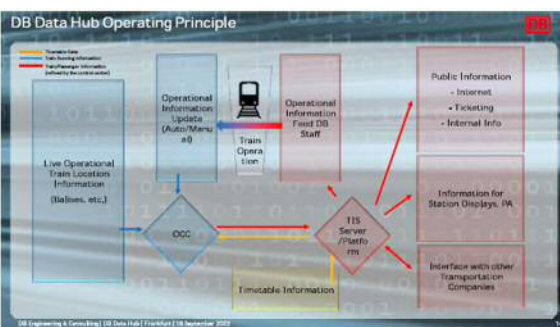 DB Data Hub Operating Principle
DB
Timetable Data
Train Running Information
Train/Passenger Information
(refined by the control center)
Live Operational
Train Location
Information
(Balises, etc.)
Operational
Information
Update
(Auto/Manu
al)
Train
Opera
tion
Operational
Information
Feed DB
Staff
OCC
TIS
Server
/Platfo
rm
Timetable Information
Public Information
- Internet
- Ticketing
- Internal Info
Information for
Station Displays, PA
Interface with other
Transportation
Companies
DB Engineering & Consulting | DB Data Hub | Frankfurt | 18 September 2022